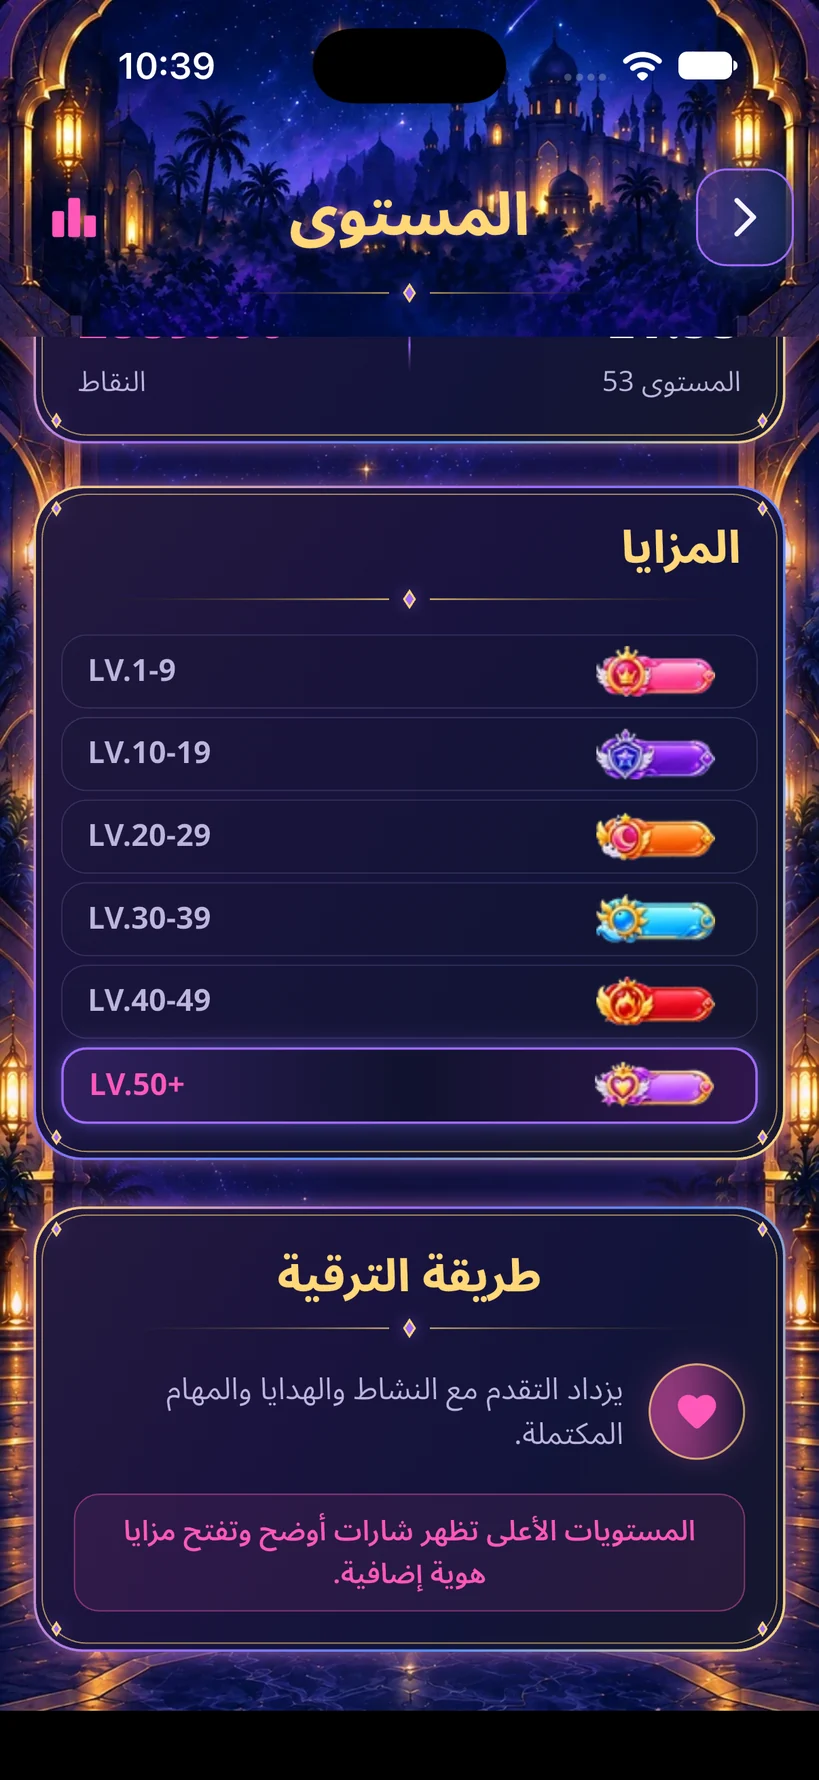 10:39
المستوى
المستوى 53
النقاط
المزايا
LV.1-9
LV.10-19
LV.20-29
LV.30-39
LV.40-49
LV.50+
طريقة الترقية
يزداد التقدم مع النشاط والهدايا والمهام
المكتملة.
المستويات الأعلى تظهر شارات أوضح وتفتح مزايا
هوية إضافية.